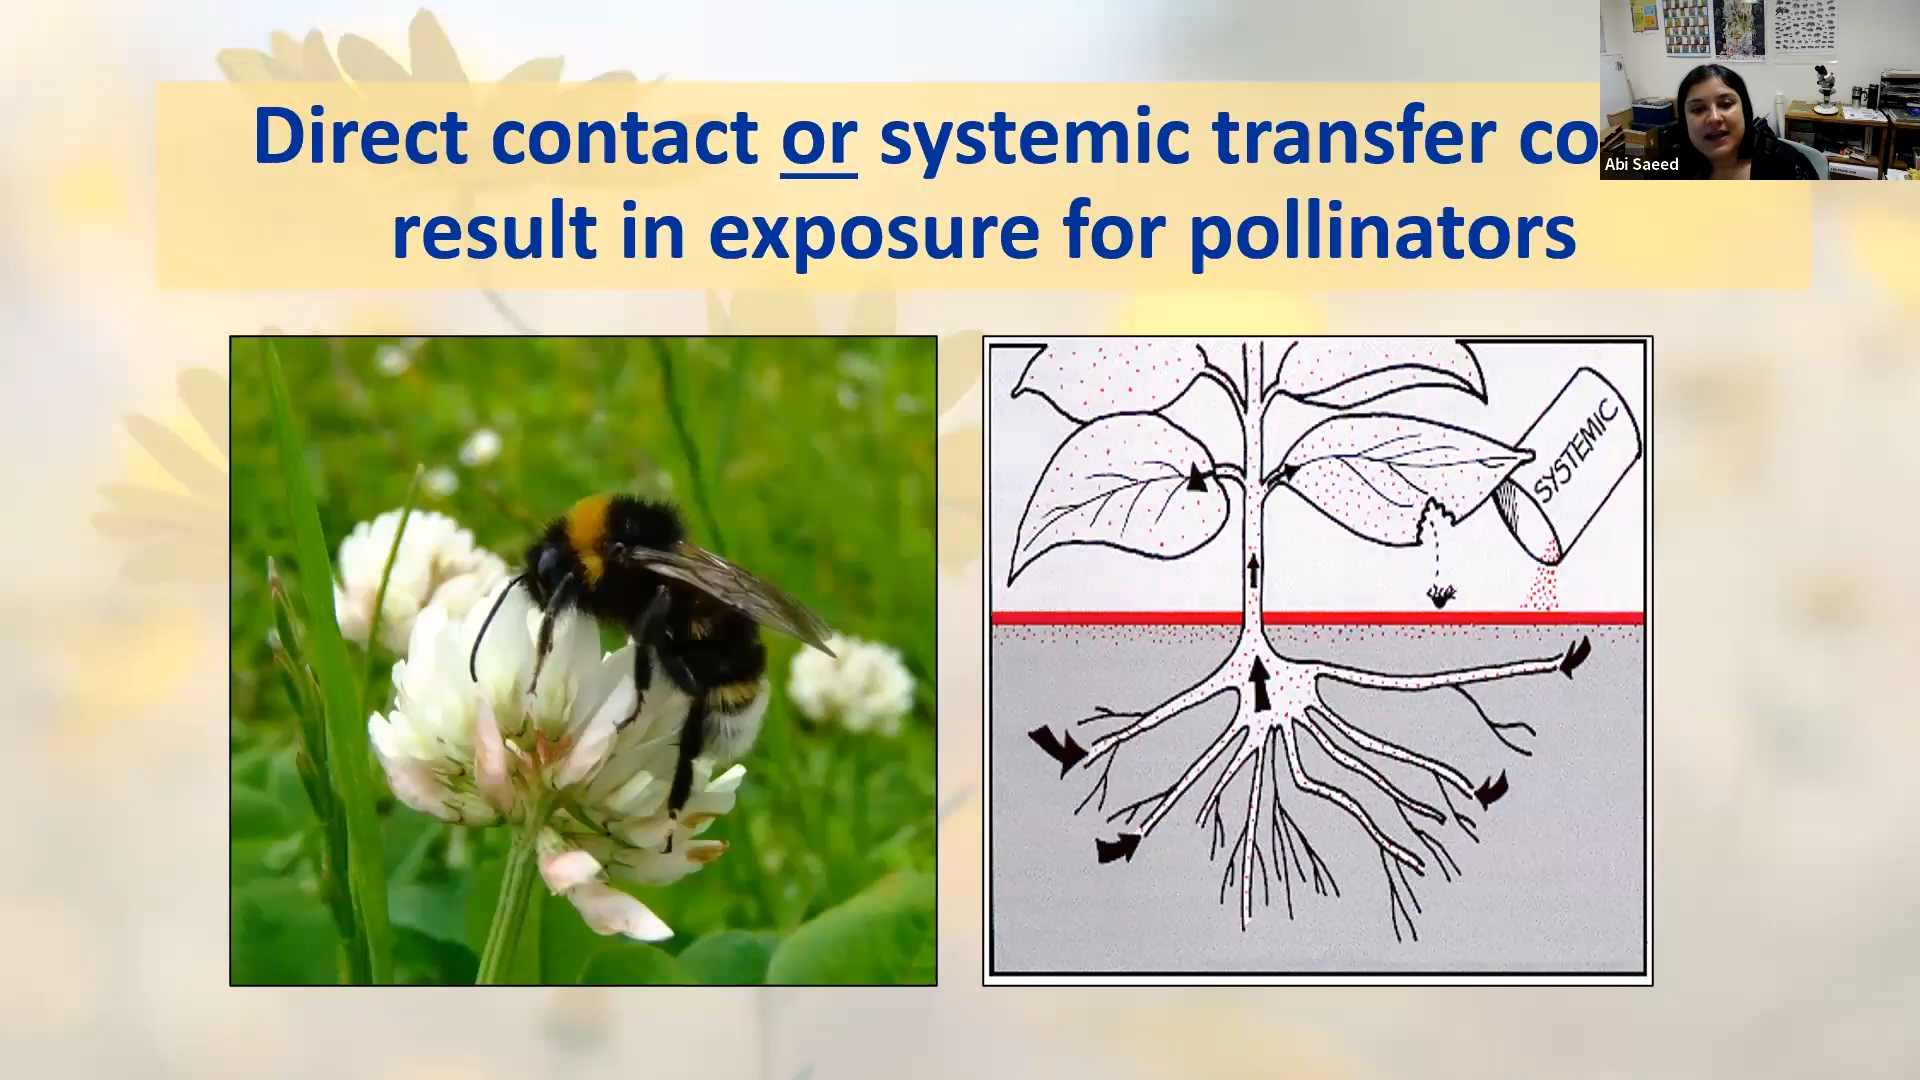 Direct contact or systemic transfer co
result in exposure for pollinators
Abi Saeed
SYSTEMIC